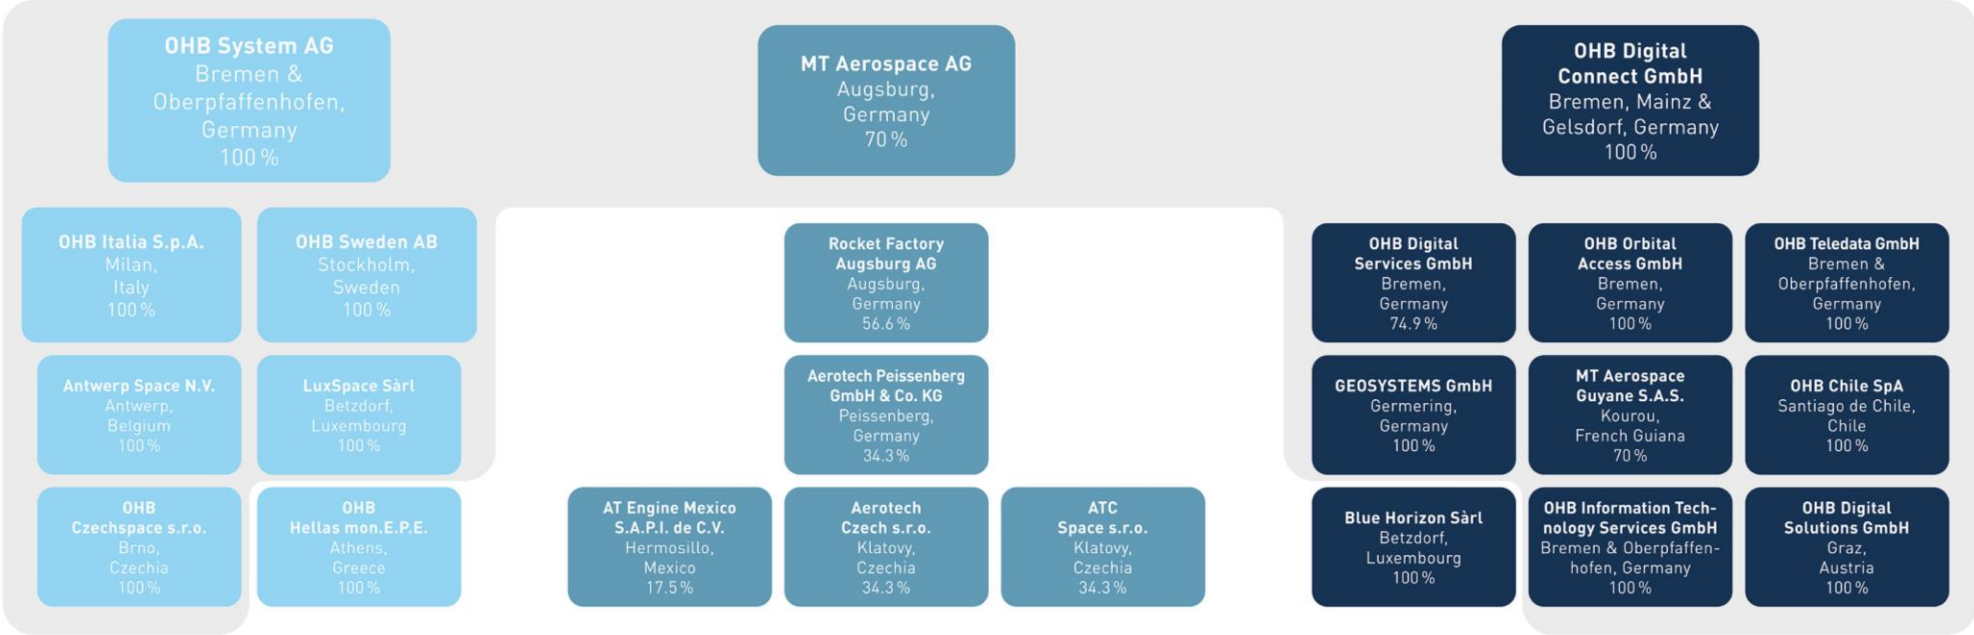 OHB System AG
Bremen &
Oberpfaffenhofen,
Germany
100 %
MT Aerospace AG
Augsburg,
Germany
70 %
OHB Digital
Connect GmbH
Bremen, Mainz &
Gelsdorf, Germany
100 %
OHB Italia S.p.A.
Milan,
Italy
100 %
OHB Sweden AB
Stockholm,
Sweden
100 %
Antwerp Space N.V.
Antwerp,
Belgium
100 %
LuxSpace Sàrl
Betzdorf,
Luxembourg
100 %
OHB
Czechspace s.r.o.
Brno,
Czechia
100 %
OHB
Hellas mon.E.P.E.
Athens,
Greece
100 %
Rocket Factory
Augsburg AG
Augsburg,
Germany
56.6 %
Aerotech Peissenberg
GmbH & Co. KG
Peissenberg,
Germany
34.3 %
AT Engine Mexico
S.A.P.I. de C.V.
Hermosillo,
Mexico
17.5 %
Aerotech
Czech s.r.o.
Klatovy,
Czechia
34.3 %
ATC
Space s.r.o.
Klatovy,
Czechia
34.3 %
OHB Digital
Services GmbH
Bremen,
Germany
74.9 %
OHB Orbital
Access GmbH
Bremen,
Germany
100 %
OHB Teledata GmbH
Bremen &
Oberpfaffenhofen,
Germany
100 %
GEOSYSTEMS GmbH
Germering,
Germany
100 %
MT Aerospace
Guyane S.A.S.
Kourou,
French Guiana
70 %
OHB Chile SpA
Santiago de Chile,
Chile
100 %
Blue Horizon Sàrl
Betzdorf,
Luxembourg
100 %
OHB Information Tech-
nology Services GmbH
Bremen & Oberpfaffen-
hofen, Germany
100 %
OHB Digital
Solutions GmbH
Graz,
Austria
100 %